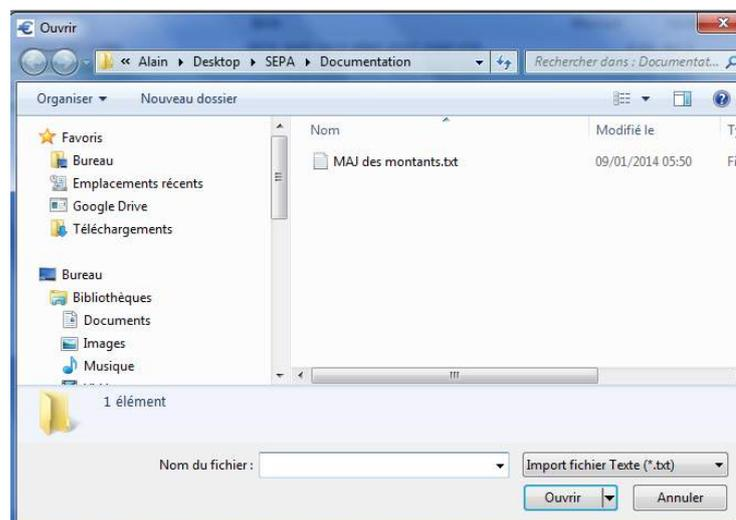 Ouvrir
« Alain Desktop SEPA Documentation Rechercher dans : Documentat...
Organiser Nouveau dossier
Favoris
Bureau
Emplacements récents
Google Drive
Téléchargements
Bureau
Bibliothèques
Documents
Images
Musique
Nom Modifié le
MAJ des montants.txt 09/01/2014 05:50
1 élément
Nom du fichier : Import fichier Texte (*.txt)
Ouvrir Annuler